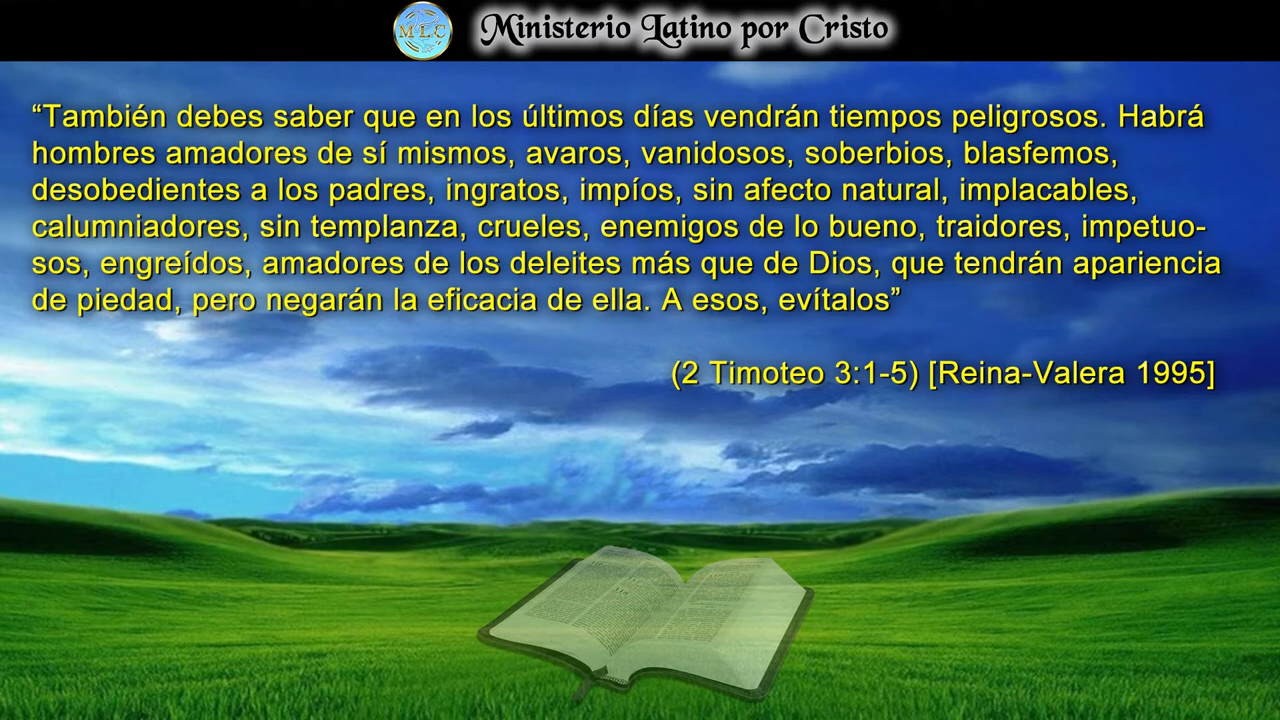 MLC Ministerio Latino por Cristo
“También debes saber que en los últimos días vendrán tiempos peligrosos. Habrá
hombres amadores de sí mismos, avaros, vanidosos, soberbios, blasfemos,
desobedientes a los padres, ingratos, impíos, sin afecto natural, implacables,
calumniadores, sin templanza, crueles, enemigos de lo bueno, traidores, impetuo-
sos, engreídos, amadores de los deleites más que de Dios, que tendrán apariencia
de piedad, pero negarán la eficacia de ella. A esos, evítalos”
(2 Timoteo 3:1-5) [Reina-Valera 1995]